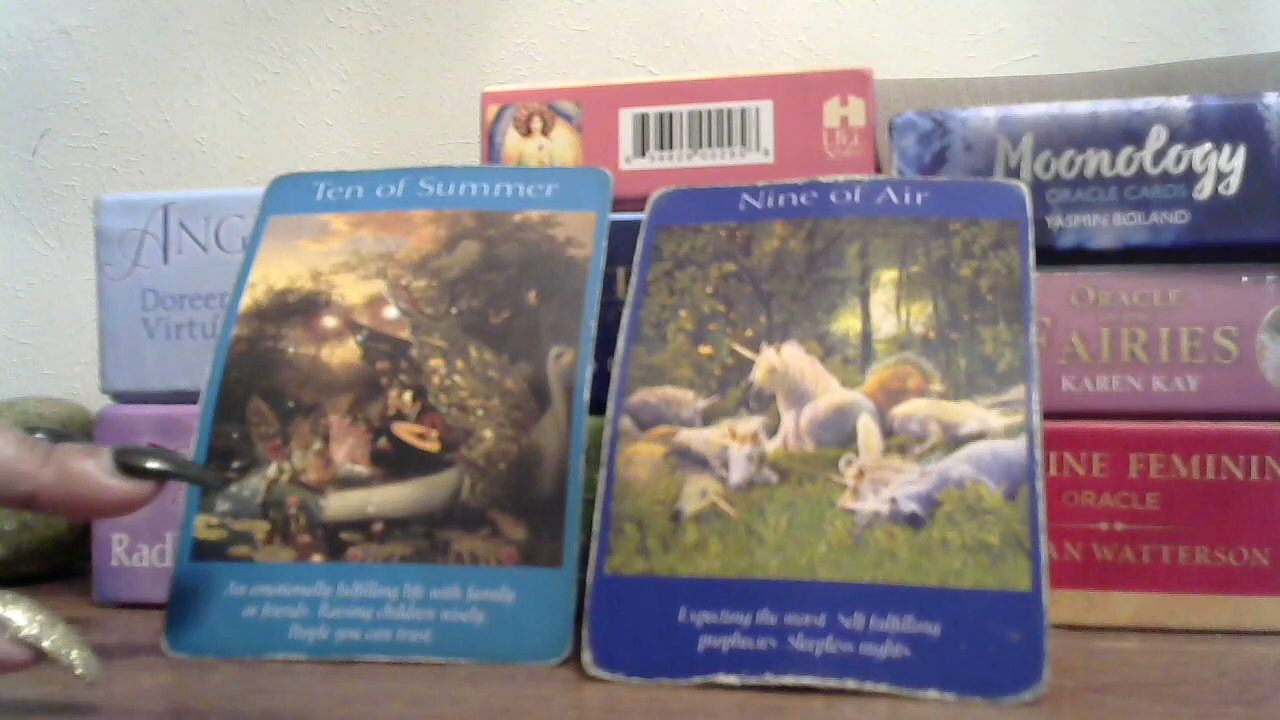 Moonology
ORACLE CARDS
YASMIN BOLAND
Ten of Summer
Nine of Air
ANG
Doreen
Virtu
ORACLE
FAIRIES
KAREN KAY
INE FEMININ
ORACLE
AN WATTERSON
Rad
An emotionally fulfilling life with family
or friends. Raising children wisely.
People you can trust.
Expecting the worst. Self-fulfilling
prophecies. Sleepless nights.